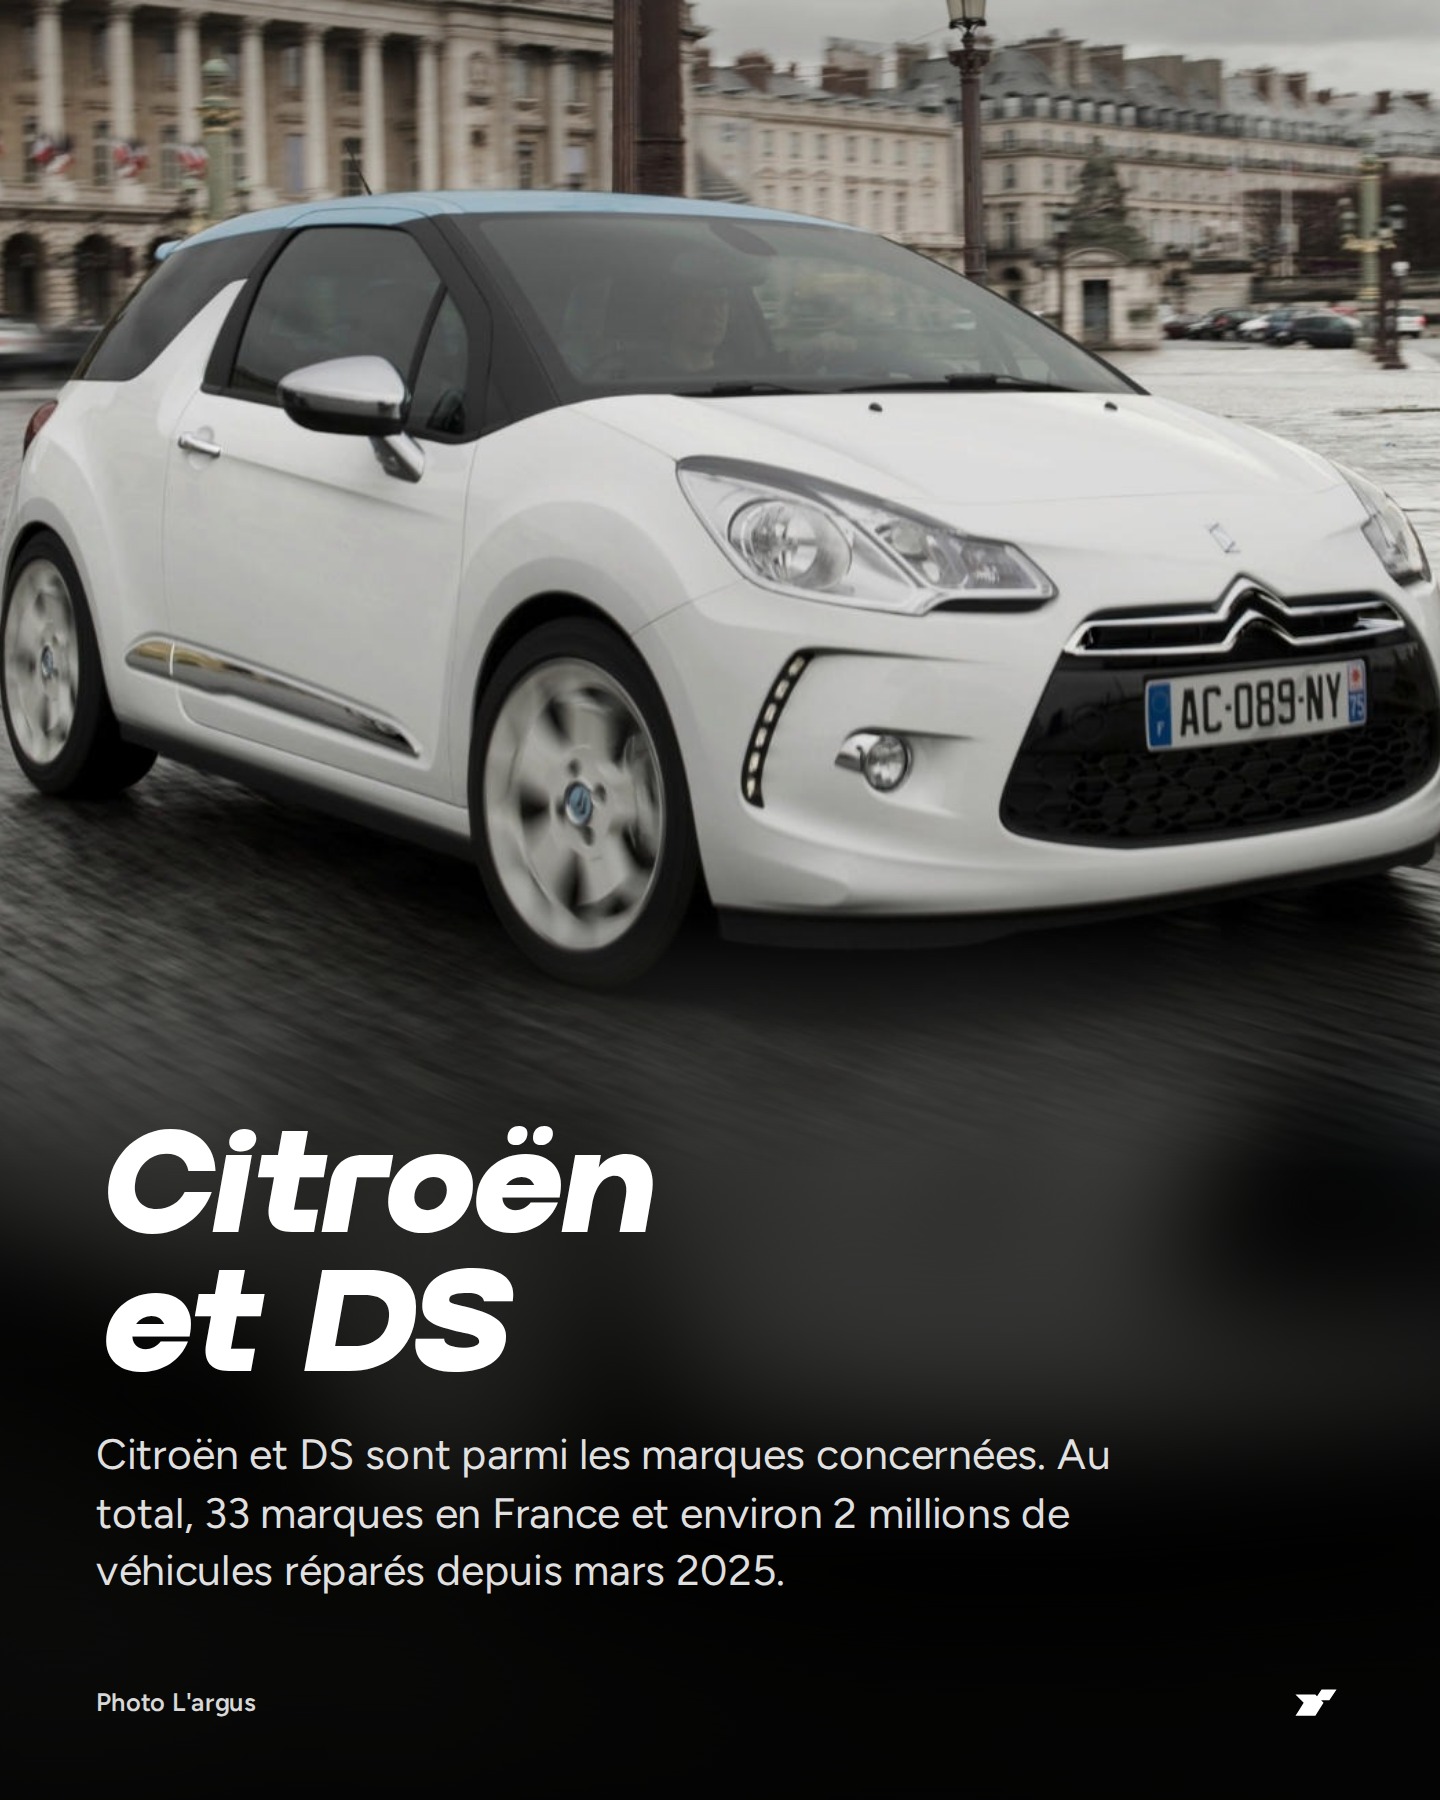 AC-089-NY
F
75
Citroën
et DS
Citroën et DS sont parmi les marques concernées. Au
total, 33 marques en France et environ 2 millions de
véhicules réparés depuis mars 2025.
Photo L'argus